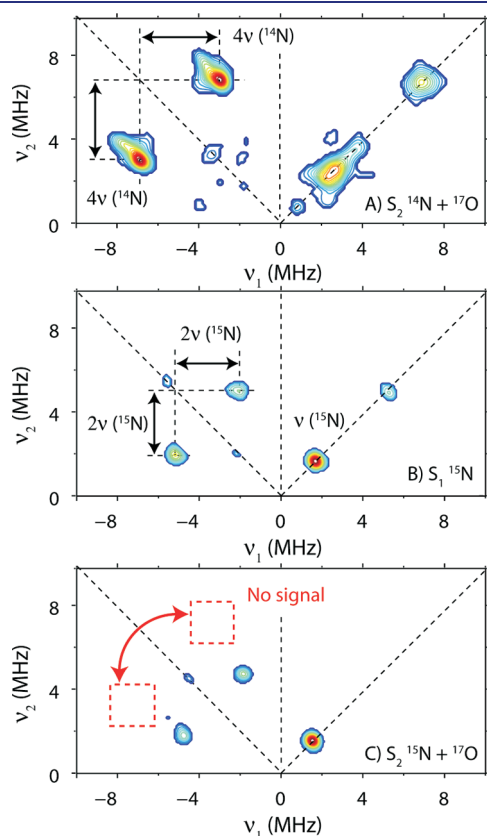 8
4
0
ν₂ (MHz)
4ν (¹⁴N)
4ν (¹⁴N)
A) S₂ ¹⁴N + ¹⁷O
−8 −4 0 4 8
ν₁ (MHz)
8
4
0
ν₂ (MHz)
2ν (¹⁵N)
2ν (¹⁵N)
ν (¹⁵N)
B) S₁ ¹⁵N
−8 −4 0 4 8
ν₁ (MHz)
8
4
0
ν₂ (MHz)
No signal
C) S₂ ¹⁵N + ¹⁷O
−8 −4 0 4 8
ν₁ (MHz)